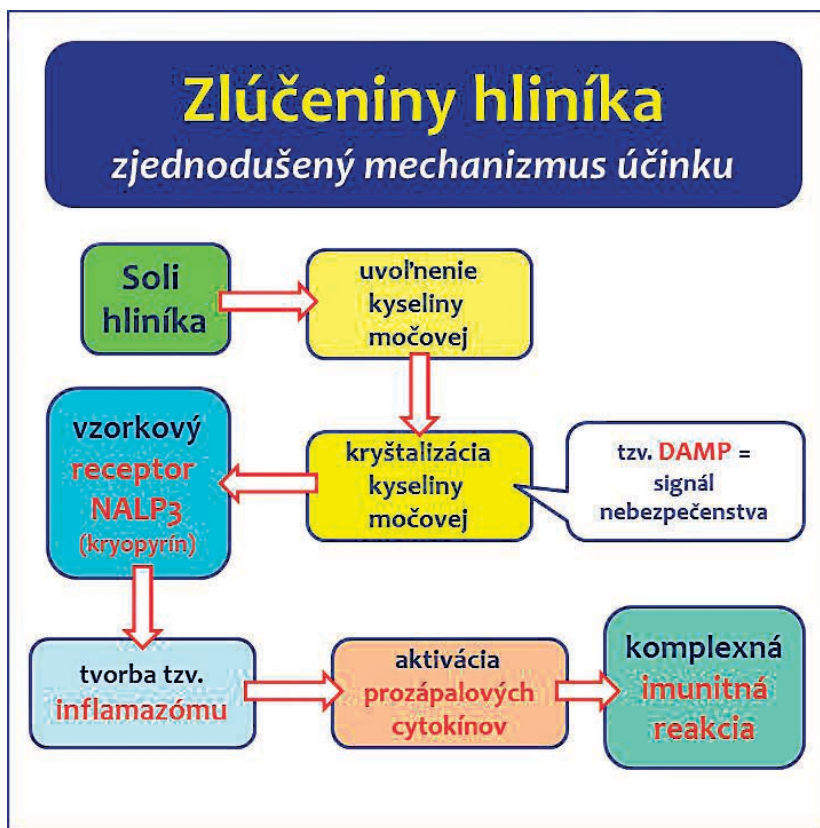 Zlúčeniny hliníka
zjednodušený mechanizmus účinku
Soli
hliníka
uvoľnenie
kyseliny
močovej
vzorkový
receptor
NALP3
(kryopyrín)
kryštalizácia
kyseliny
močovej
tzv. DAMP =
signál
nebezpečenstva
tvorba tzv.
inflamazómu
aktivácia
prozápalových
cytokínov
komplexná
imunitná
reakcia